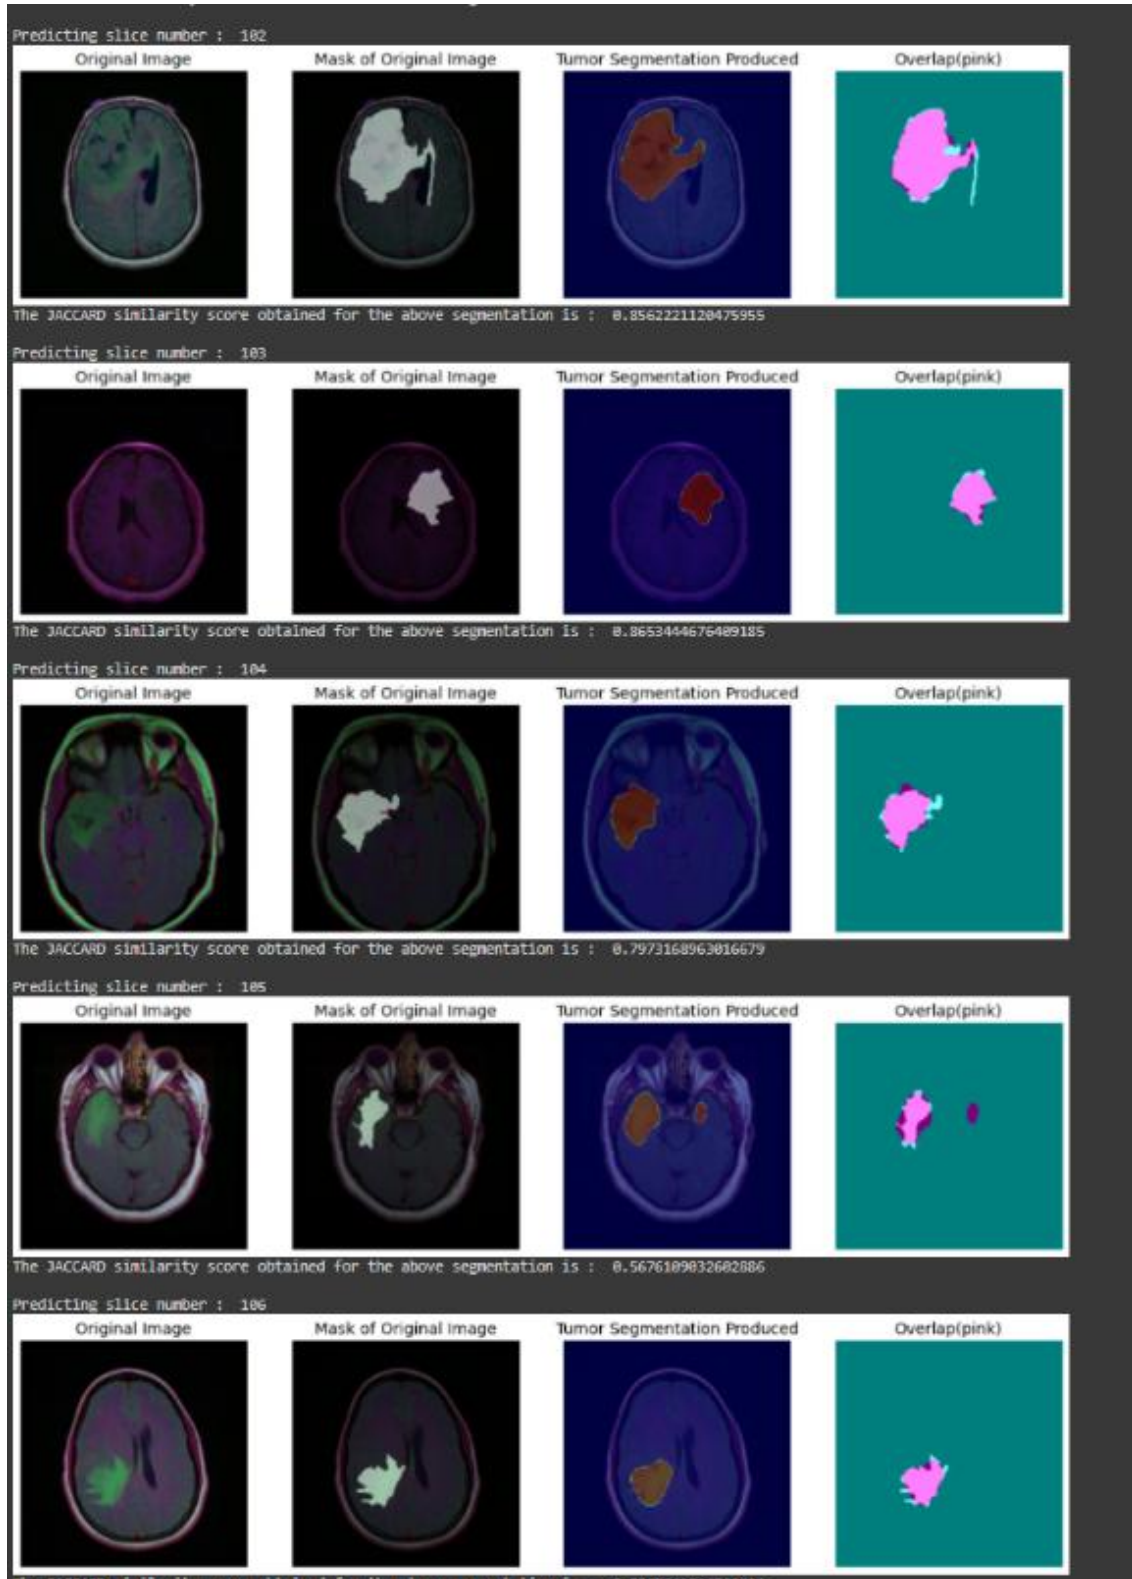 Predicting slice number : 102
Original Image Mask of Original Image Tumor Segmentation Produced Overlap(pink)
The JACCARD similarity score obtained for the above segmentation is : 0.8562221120475955
Predicting slice number : 103
Original Image Mask of Original Image Tumor Segmentation Produced Overlap(pink)
The JACCARD similarity score obtained for the above segmentation is : 0.8653444676409185
Predicting slice number : 104
Original Image Mask of Original Image Tumor Segmentation Produced Overlap(pink)
The JACCARD similarity score obtained for the above segmentation is : 0.7973168963016679
Predicting slice number : 105
Original Image Mask of Original Image Tumor Segmentation Produced Overlap(pink)
The JACCARD similarity score obtained for the above segmentation is : 0.5676109032602886
Predicting slice number : 106
Original Image Mask of Original Image Tumor Segmentation Produced Overlap(pink)